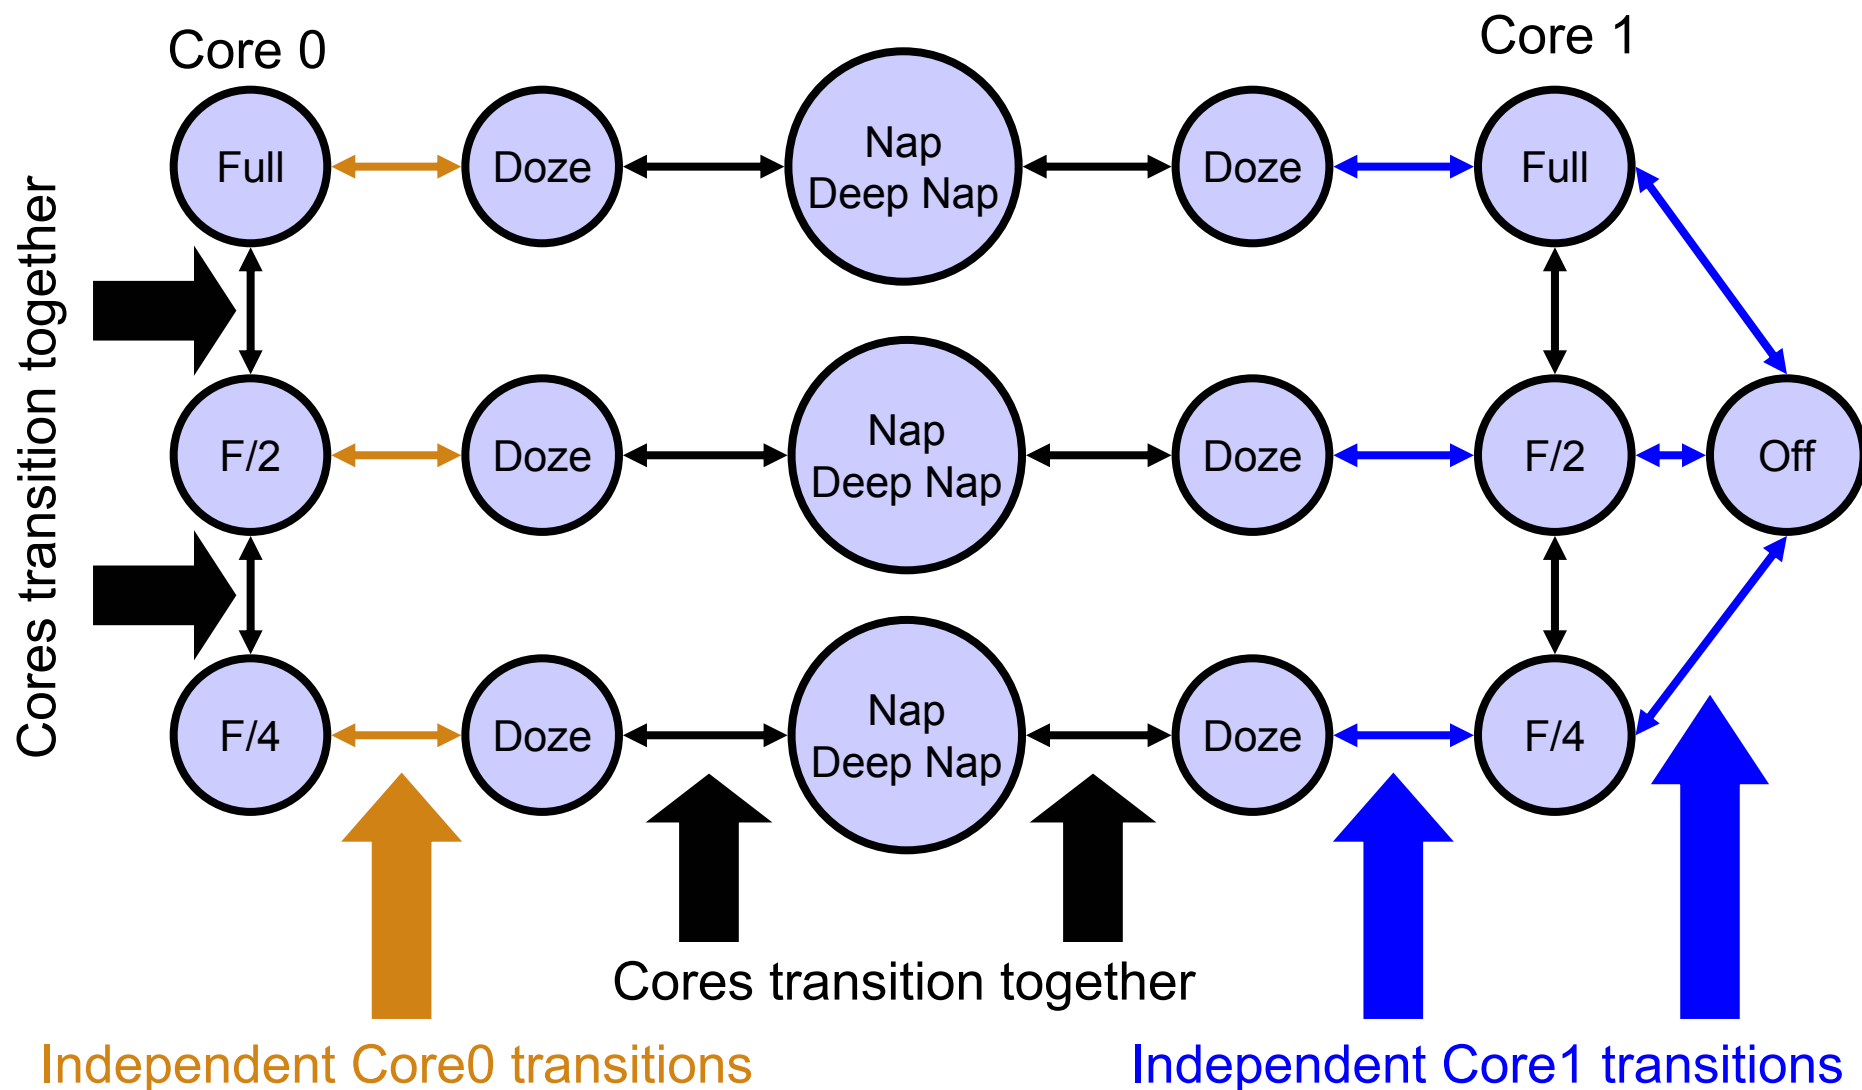 Core 0
Core 1
Full
Doze
Nap
Deep Nap
Doze
Full
Cores transition together
F/2
Doze
Nap
Deep Nap
Doze
F/2
Off
F/4
Doze
Nap
Deep Nap
Doze
F/4
Cores transition together
Independent Core0 transitions
Independent Core1 transitions